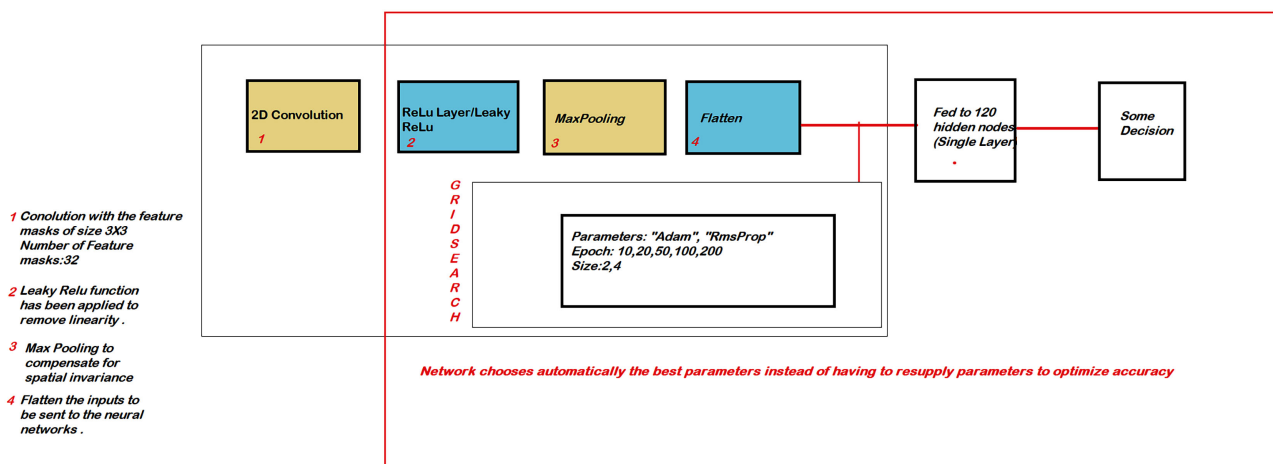 2D Convolution
1
ReLu Layer/Leaky
ReLu
2
MaxPooling
3
Flatten
4
Fed to 120
hidden nodes
(Single Layer)
Some
Decision
G
R
I
D
S
E
A
R
C
H
Parameters: "Adam", "RmsProp"
Epoch: 10,20,50,100,200
Size:2,4
1 Conolution with the feature
masks of size 3X3
Number of Feature
masks:32
2 Leaky Relu function
has been applied to
remove linearity .
3 Max Pooling to
compensate for
spatial invariance
4 Flatten the inputs to
be sent to the neural
networks .
Network chooses automatically the best parameters instead of having to resupply parameters to optimize accuracy